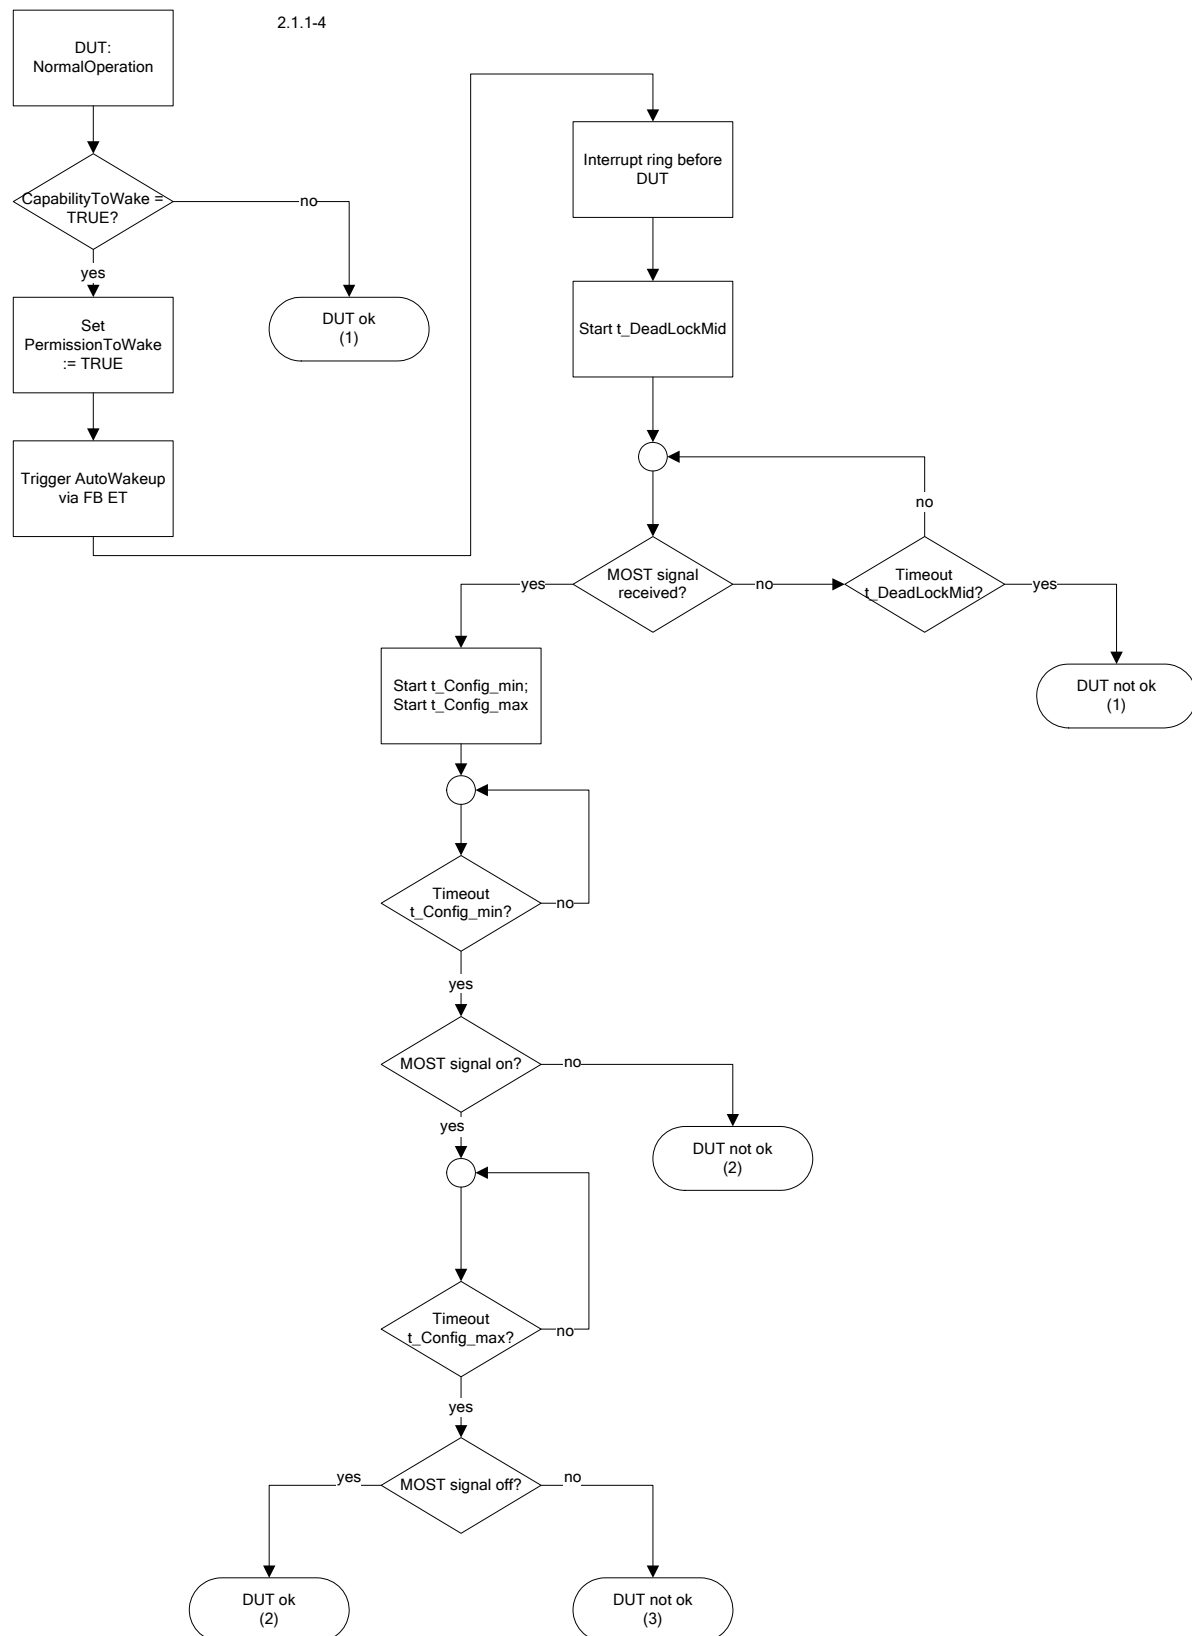 2.1.1-4
DUT:
NormalOperation
CapabilityToWake =
TRUE?
no
yes
DUT ok
(1)
Set
PermissionToWake
:= TRUE
Trigger AutoWakeup
via FB ET
Interrupt ring before
DUT
Start t_DeadLockMid
no
MOST signal
received?
yes
no
Timeout
t_DeadLockMid?
yes
DUT not ok
(1)
Start t_Config_min;
Start t_Config_max
Timeout
t_Config_min?
no
yes
MOST signal on?
no
yes
DUT not ok
(2)
Timeout
t_Config_max?
no
yes
MOST signal off?
yes
no
DUT ok
(2)
DUT not ok
(3)